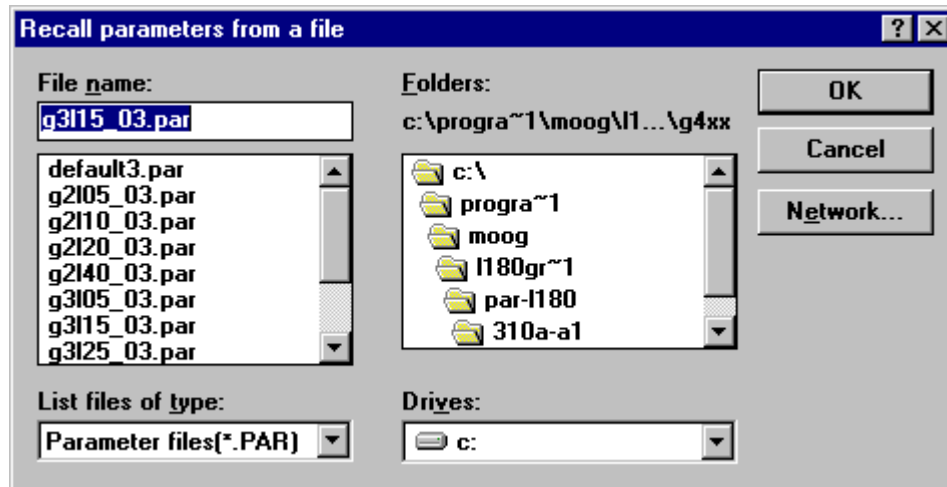 Recall parameters from a file
File name:
g3l15_03.par
default3.par
g2l05_03.par
g2l10_03.par
g2l20_03.par
g2l40_03.par
g3l05_03.par
g3l15_03.par
g3l25_03.par
List files of type:
Parameter files(*.PAR)
Folders:
c:\progra~1\moog\l1...\g4xx
c:\
progra~1
moog
l180gr~1
par-l180
310a-a1
Drives:
c:
OK
Cancel
Network...